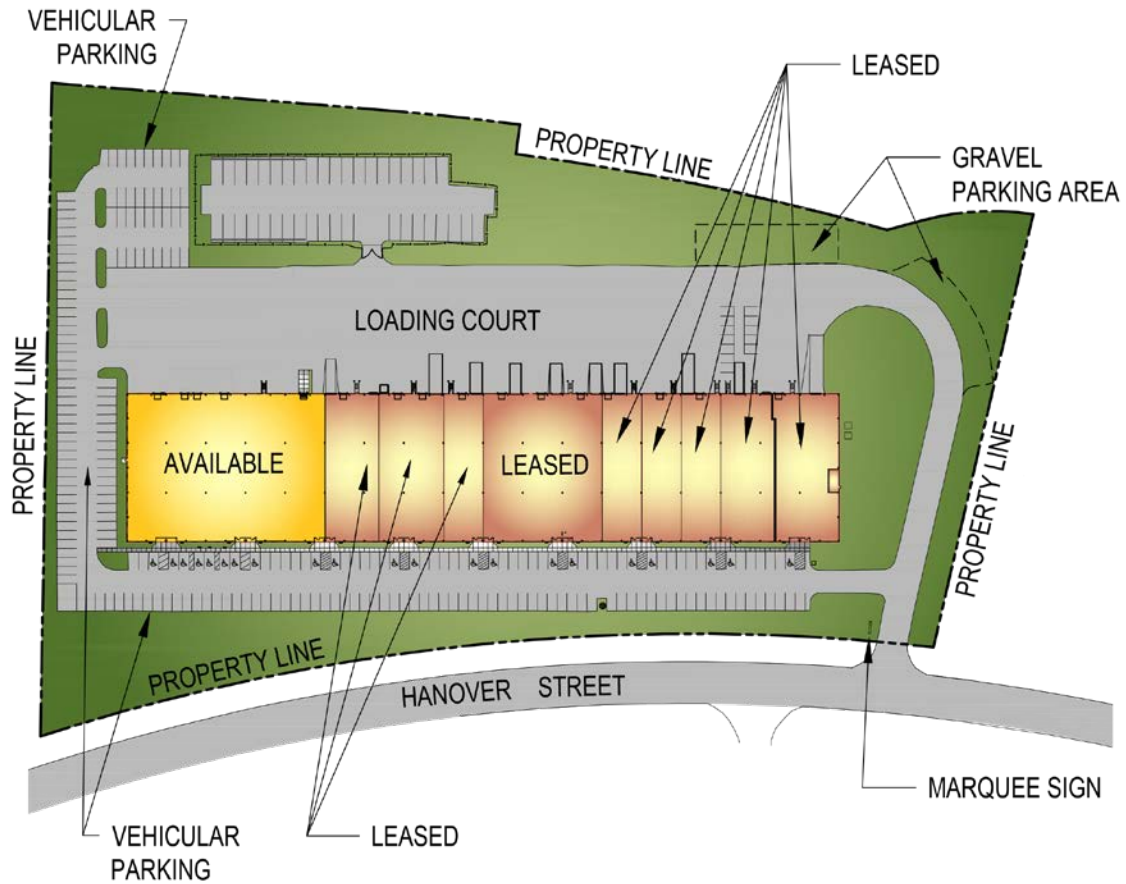 VEHICULAR
PARKING
LEASED
PROPERTY LINE
GRAVEL
PARKING AREA
LOADING COURT
PROPERTY LINE
AVAILABLE
LEASED
PROPERTY LINE
PROPERTY LINE
HANOVER STREET
MARQUEE SIGN
VEHICULAR
PARKING
LEASED